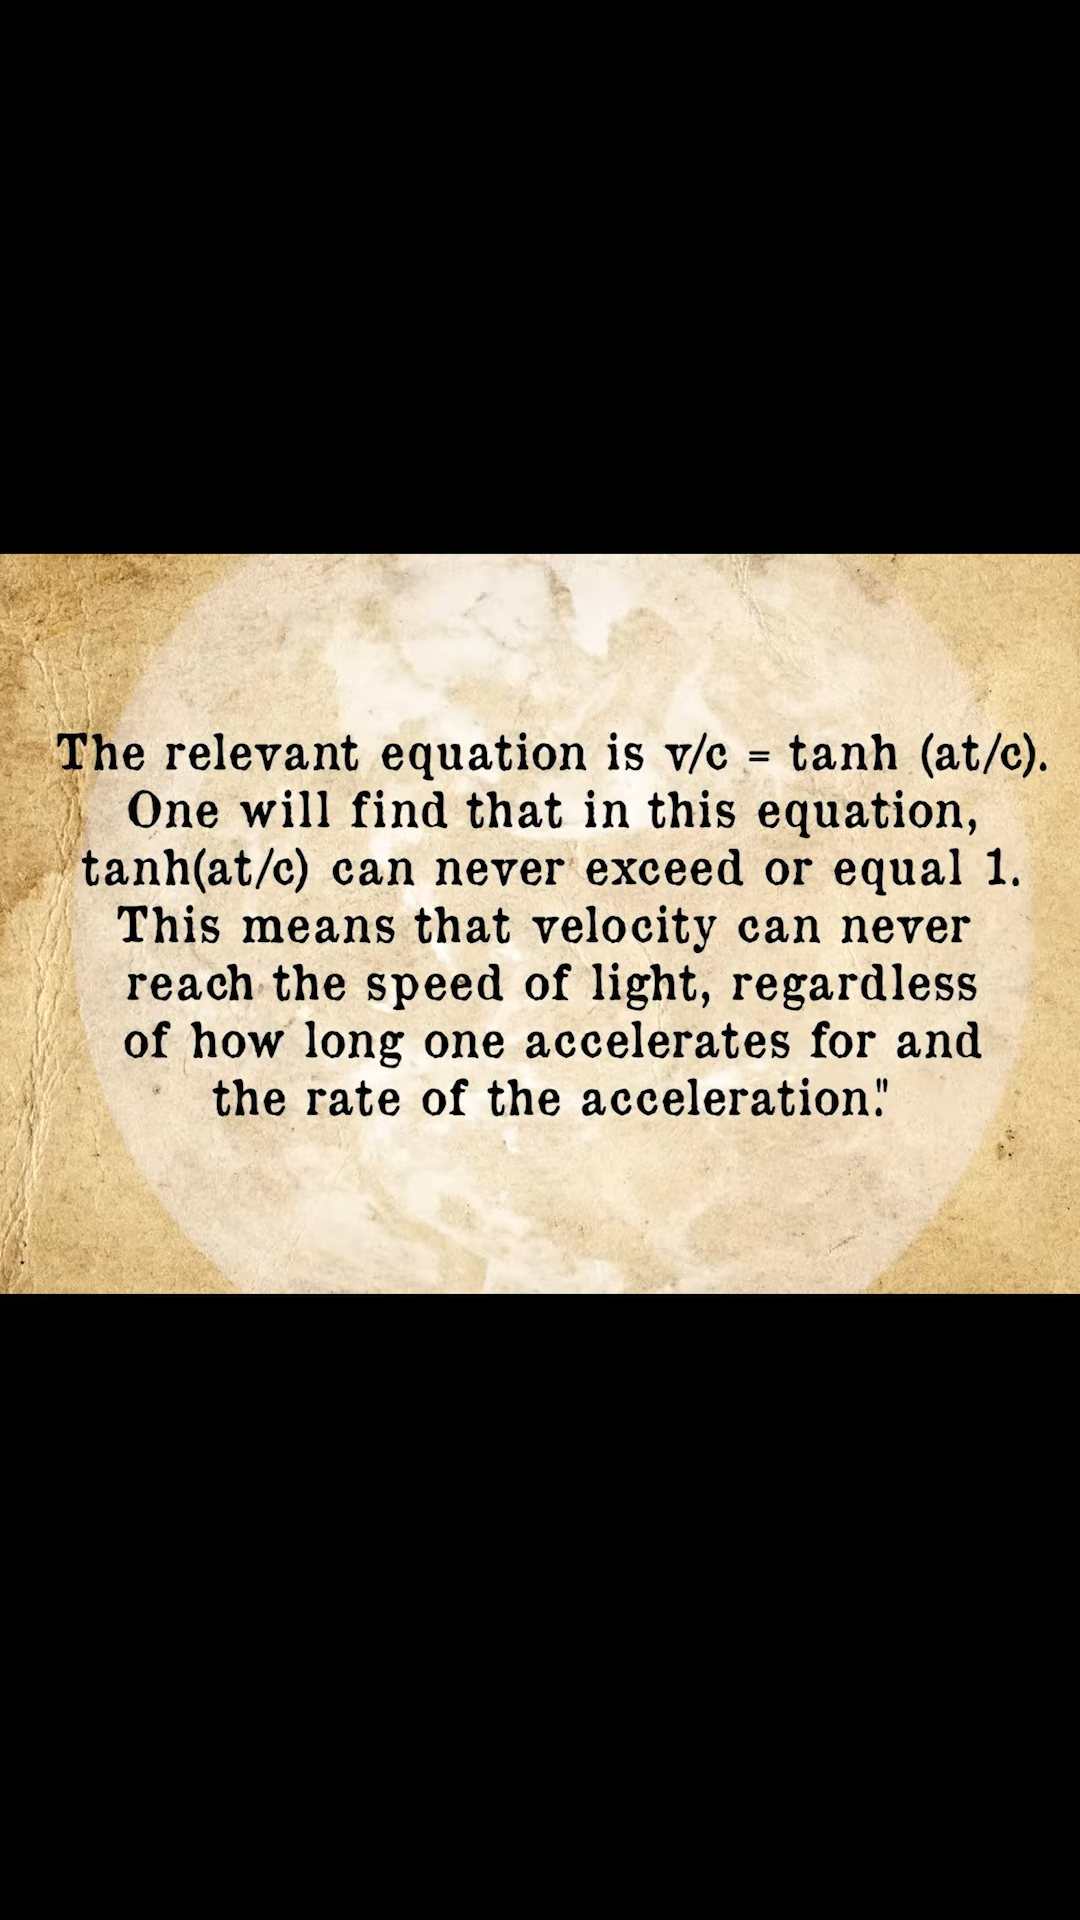 The relevant equation is v/c = tanh (at/c).
One will find that in this equation,
tanh(at/c) can never exceed or equal 1.
This means that velocity can never
reach the speed of light, regardless
of how long one accelerates for and
the rate of the acceleration."